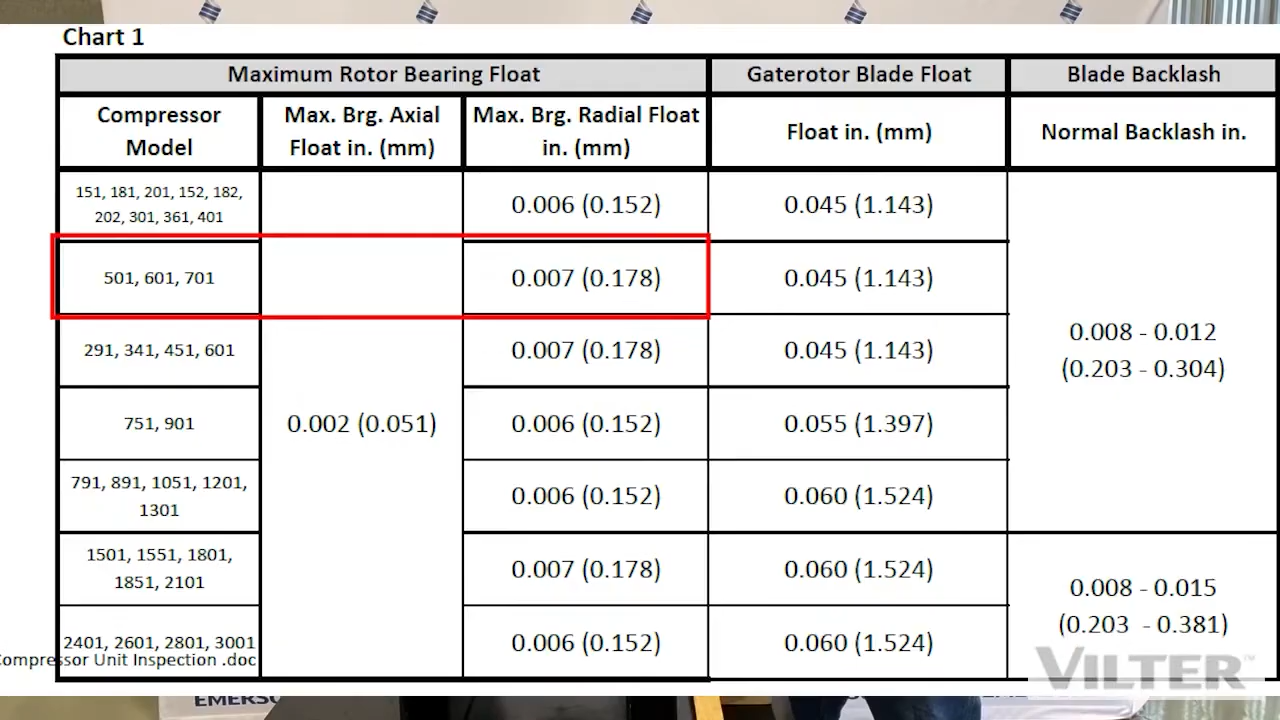 Chart 1
Maximum Rotor Bearing Float
Gaterotor Blade Float
Blade Backlash
Compressor
Model
Max. Brg. Axial
Float in. (mm)
Max. Brg. Radial Float
in. (mm)
Float in. (mm)
Normal Backlash in.
151, 181, 201, 152, 182,
202, 301, 361, 401
0.006 (0.152)
0.045 (1.143)
501, 601, 701
0.007 (0.178)
0.045 (1.143)
0.008 - 0.012
(0.203 - 0.304)
291, 341, 451, 601
0.007 (0.178)
0.045 (1.143)
751, 901
0.002 (0.051)
0.006 (0.152)
0.055 (1.397)
791, 891, 1051, 1201,
1301
0.006 (0.152)
0.060 (1.524)
1501, 1551, 1801,
1851, 2101
0.007 (0.178)
0.060 (1.524)
0.008 - 0.015
(0.203 - 0.381)
2401, 2601, 2801, 3001
0.006 (0.152)
0.060 (1.524)
Compressor Unit Inspection .doc
VILTER™
EMERSO